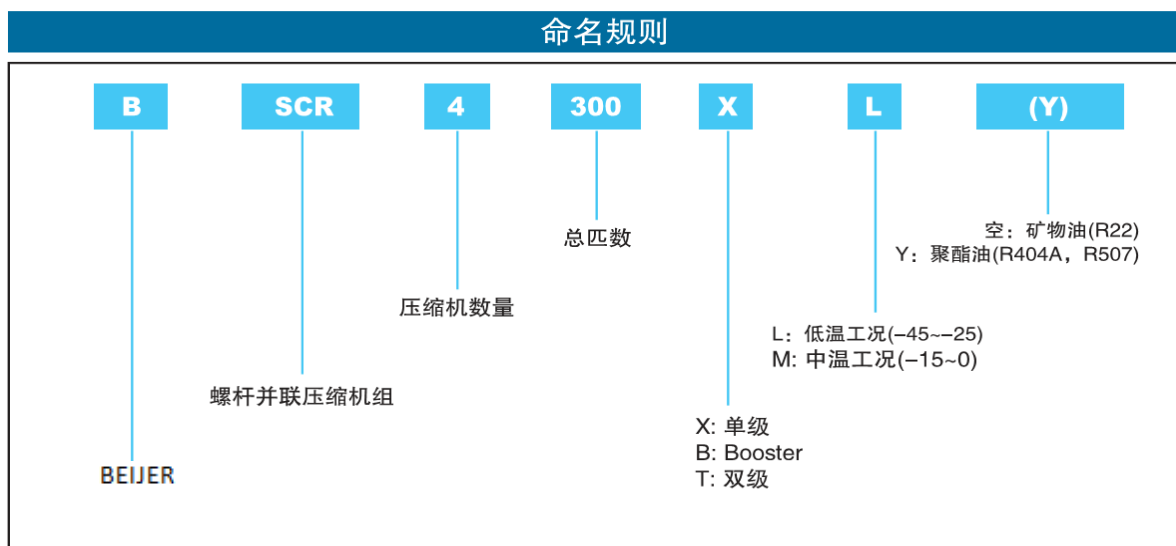 命名规则
B SCR 4 300 X L (Y)
总匹数
空：矿物油(R22)
Y：聚酯油(R404A，R507)
压缩机数量
L：低温工况(-45~-25)
M: 中温工况(-15~0)
螺杆并联压缩机组
X: 单级
B: Booster
T: 双级
BEIJER